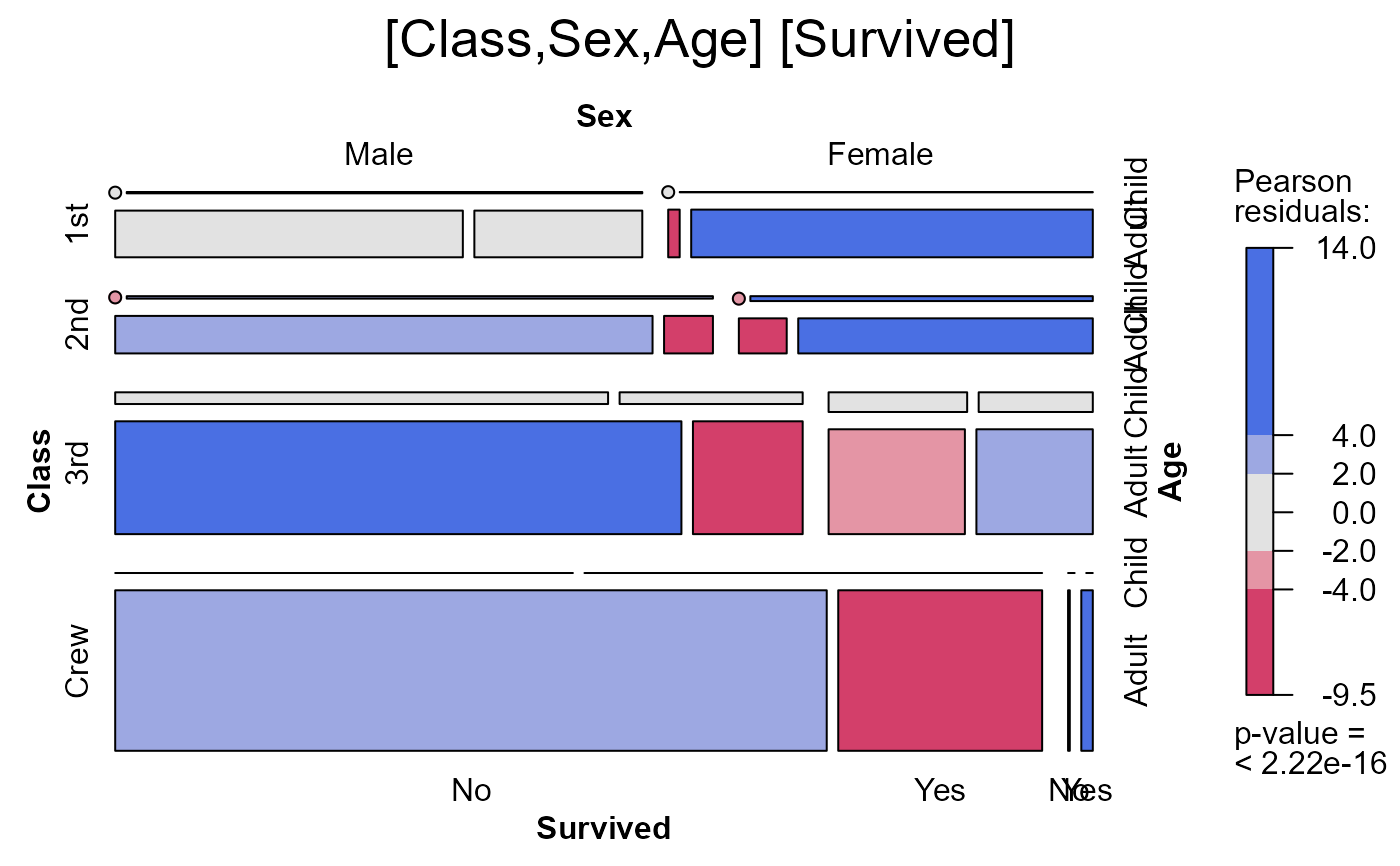 [Class,Sex,Age] [Survived]
Sex
Male Female
Class
1st
2nd
3rd
Crew
Child
Adult
Child
Adult
Child
Adult
Child
Adult
Age
No Yes No Yes
Survived
Pearson
residuals:
14.0
4.0
2.0
0.0
-2.0
-4.0
-9.5
p-value =
< 2.22e-16